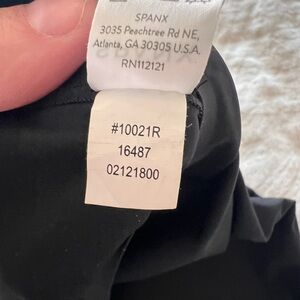 SPANX
3035 Peachtree Rd NE,
Atlanta, GA 30305 U.S.A.
RN112121
#10021R
16487
02121800